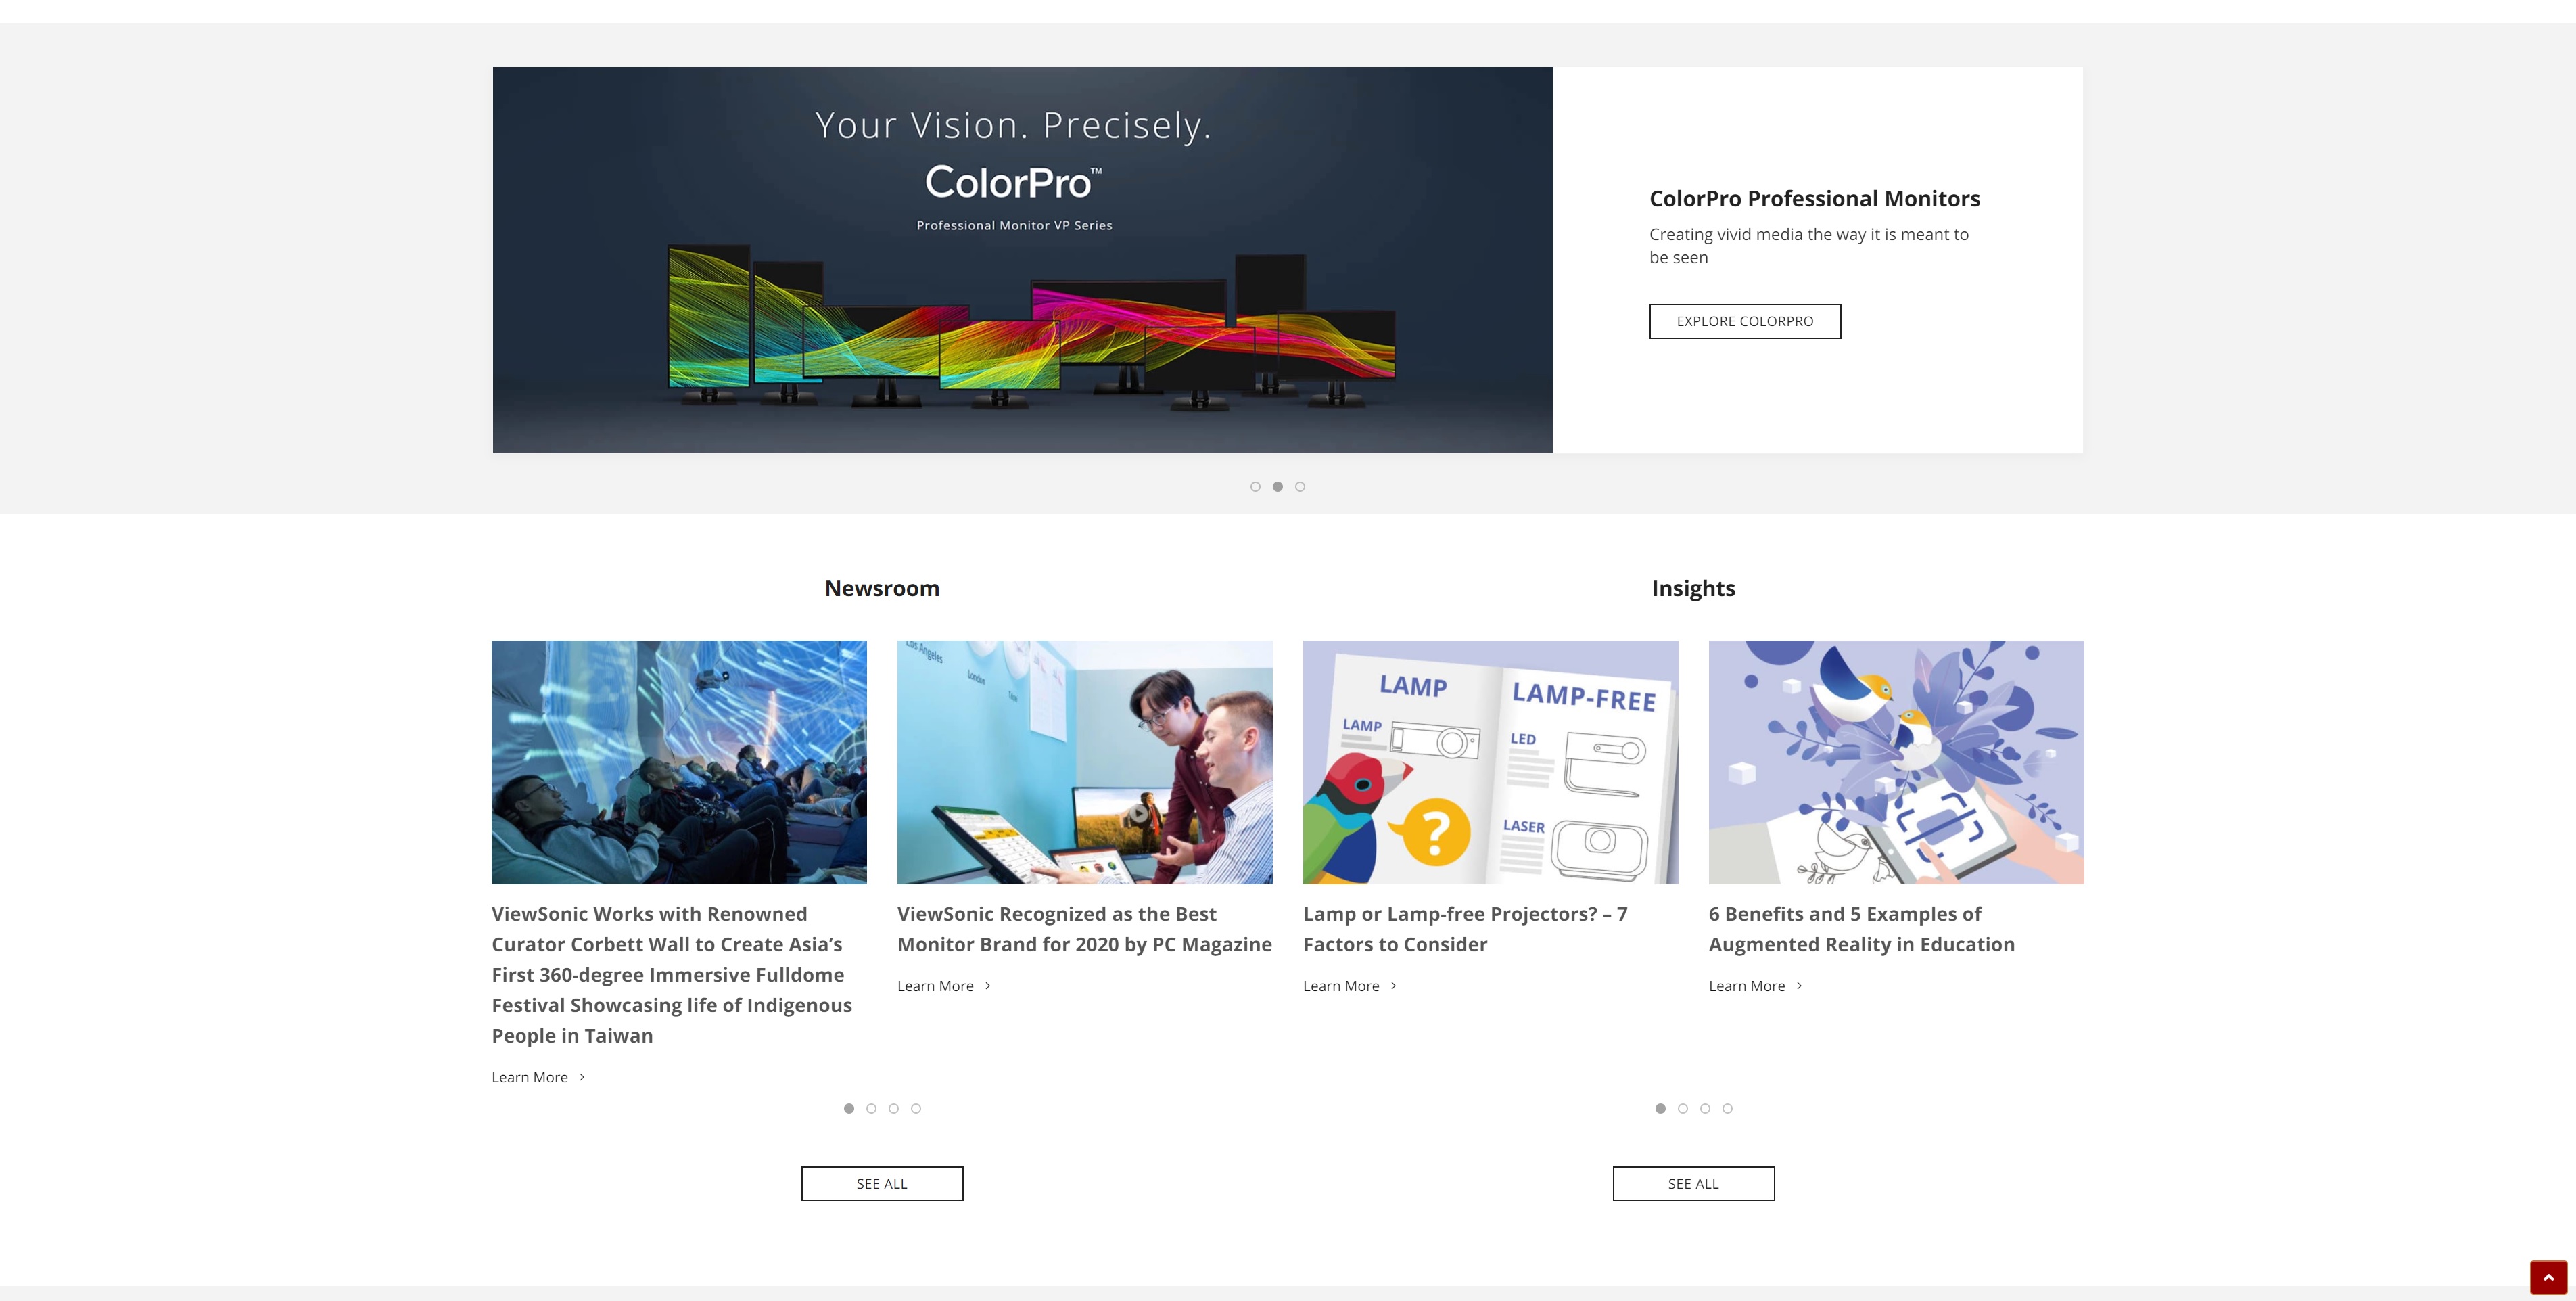 Your Vision. Precisely.
ColorPro™
Professional Monitor VP Series
ColorPro Professional Monitors
Creating vivid media the way it is meant to
be seen
EXPLORE COLORPRO
Newsroom
Insights
Los Angeles
London
LAMP
LAMP-FREE
LAMP
LED
LASER
?
ViewSonic Works with Renowned
Curator Corbett Wall to Create Asia’s
First 360-degree Immersive Fulldome
Festival Showcasing life of Indigenous
People in Taiwan
Learn More
ViewSonic Recognized as the Best
Monitor Brand for 2020 by PC Magazine
Learn More
Lamp or Lamp-free Projectors? – 7
Factors to Consider
Learn More
6 Benefits and 5 Examples of
Augmented Reality in Education
Learn More
SEE ALL
SEE ALL